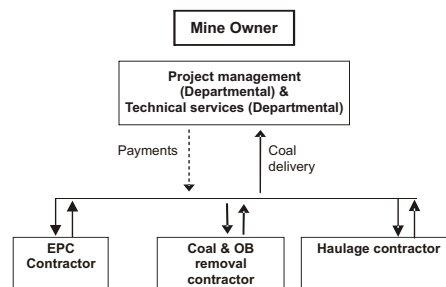 Mine Owner
Project management
(Departmental) &
Technical services (Departmental)
Payments
Coal
delivery
EPC
Contractor
Coal & OB
removal
contractor
Haulage contractor